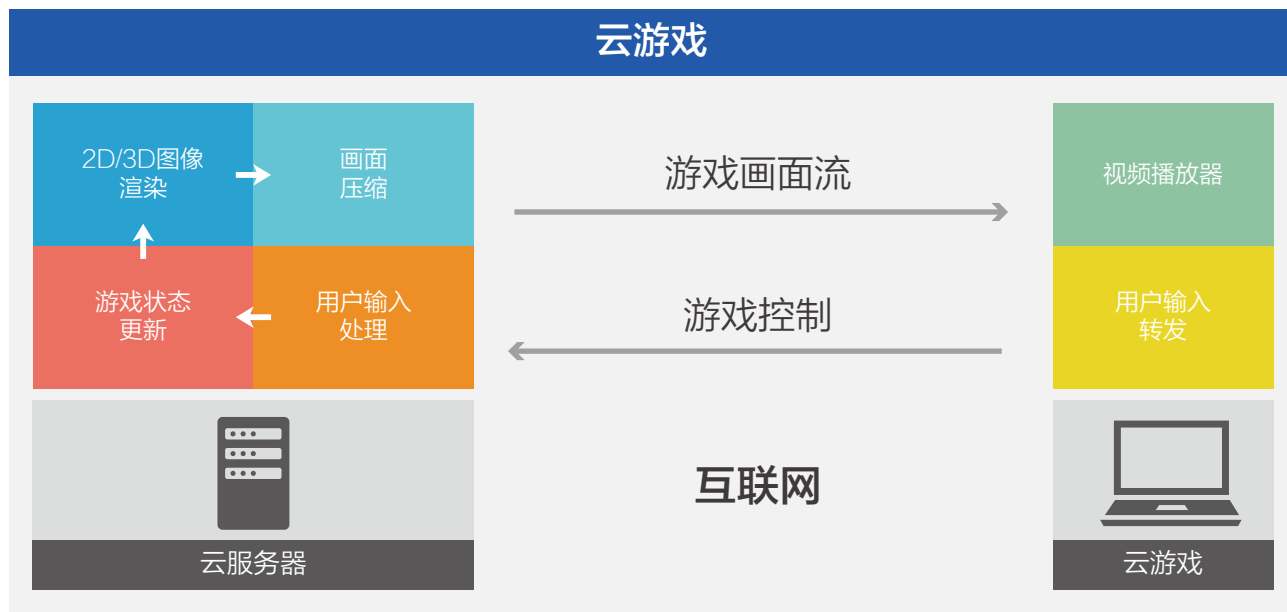 云游戏
2D/3D图像
渲染
画面
压缩
游戏画面流
视频播放器
游戏状态
更新
用户输入
处理
游戏控制
用户输入
转发
互联网
云服务器
云游戏